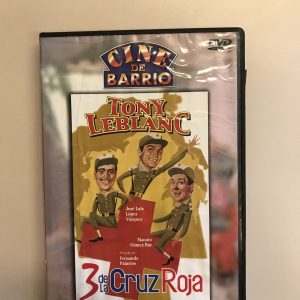 CINE
DE
BARRIO
DVD
TONY
LEBLANC
José Luis
López
Vázquez
Manolo
Gómez Bur
Fernando
Palacios
3 de la Cruz Roja